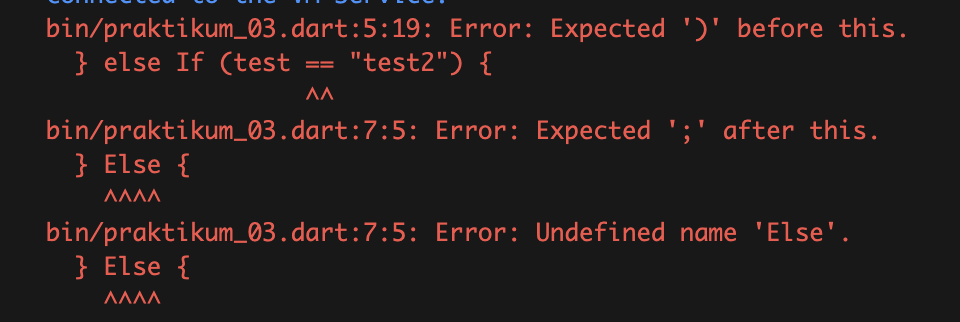 connected to the VM Service.
bin/praktikum_03.dart:5:19: Error: Expected ')' before this.
  } else If (test == "test2") {
                  ^^
bin/praktikum_03.dart:7:5: Error: Expected ';' after this.
  } Else {
    ^^^^
bin/praktikum_03.dart:7:5: Error: Undefined name 'Else'.
  } Else {
    ^^^^